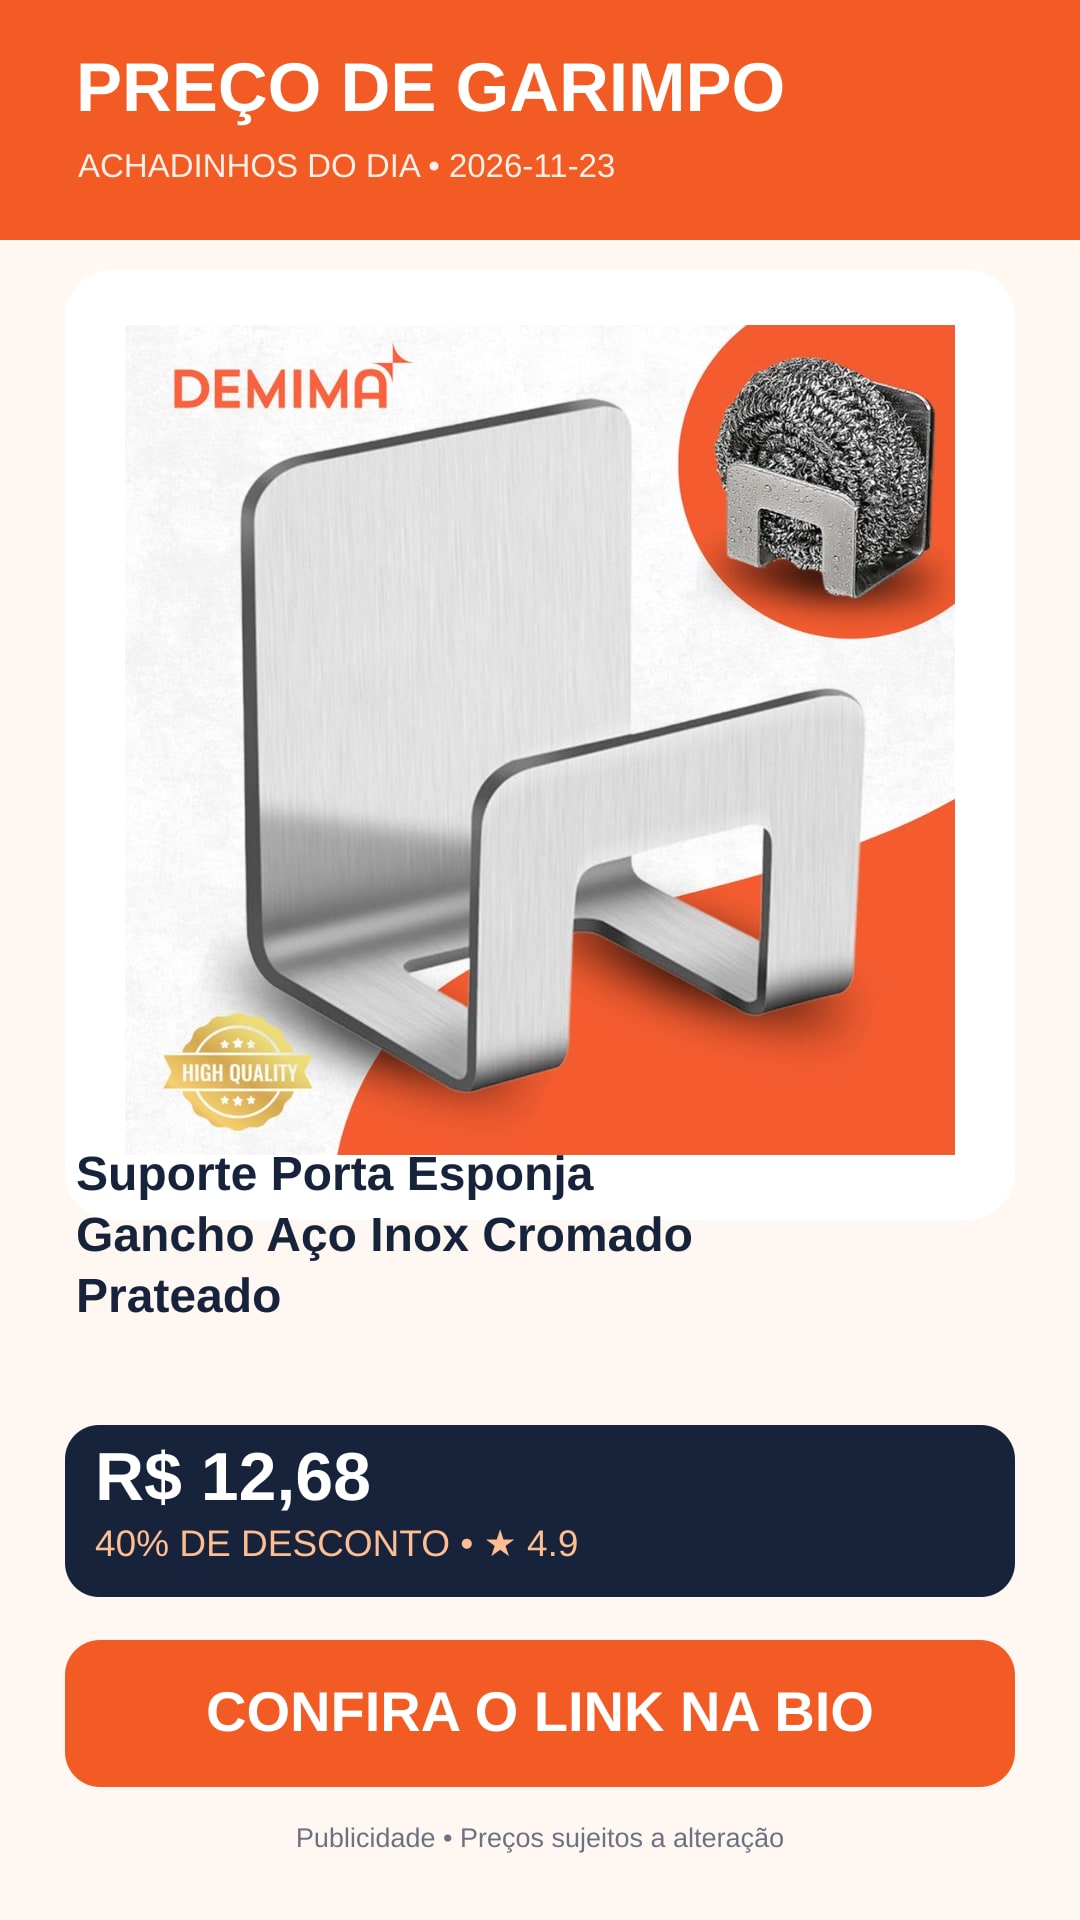 PREÇO DE GARIMPO
ACHADINHOS DO DIA • 2026-11-23
DEMIMA
HIGH QUALITY
Suporte Porta Esponja
Gancho Aço Inox Cromado
Prateado
R$ 12,68
40% DE DESCONTO • ★ 4.9
CONFIRA O LINK NA BIO
Publicidade • Preços sujeitos a alteração